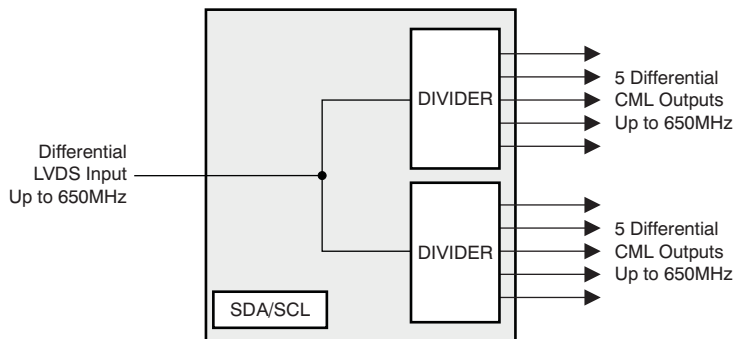 Differential
LVDS Input
Up to 650MHz
DIVIDER
5 Differential
CML Outputs
Up to 650MHz
DIVIDER
5 Differential
CML Outputs
Up to 650MHz
SDA/SCL